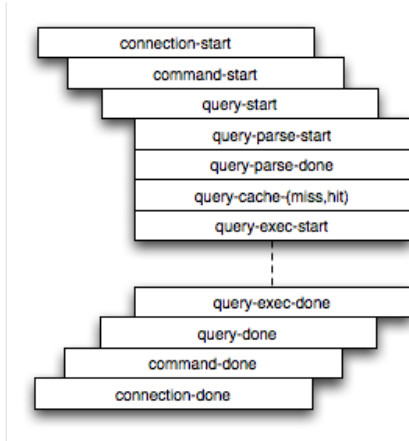 connection-start
command-start
query-start
query-parse-start
query-parse-done
query-cache-(miss,hit)
query-exec-start
query-exec-done
query-done
command-done
connection-done